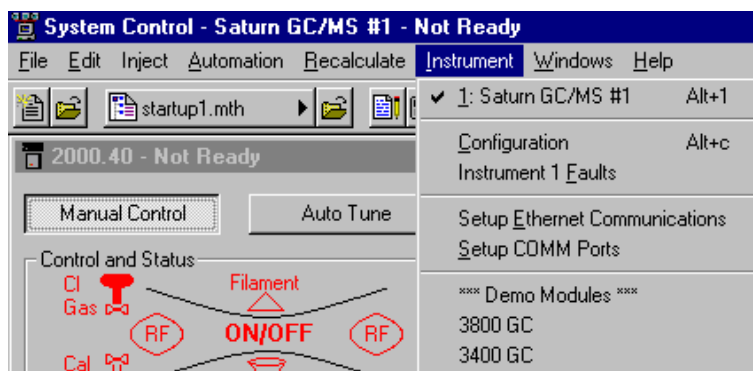 System Control - Saturn GC/MS #1 - Not Ready
File Edit Inject Automation Recalculate Instrument Windows Help
startup1.mth
1: Saturn GC/MS #1 Alt+1
Configuration Alt+c
Instrument 1 Faults
Setup Ethernet Communications
Setup COMM Ports
*** Demo Modules ***
3800 GC
3400 GC
2000.40 - Not Ready
Manual Control Auto Tune
Control and Status
CI Gas
Filament
RF ON/OFF RF
Cal